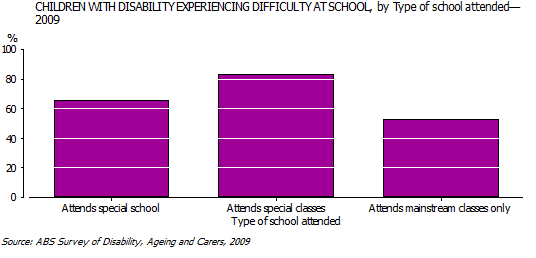 CHILDREN WITH DISABILITY EXPERIENCING DIFFICULTY AT SCHOOL, by Type of school attended—
2009
%
100
80
60
40
20
0
Attends special school
Attends special classes
Attends mainstream classes only
Type of school attended
Source: ABS Survey of Disability, Ageing and Carers, 2009